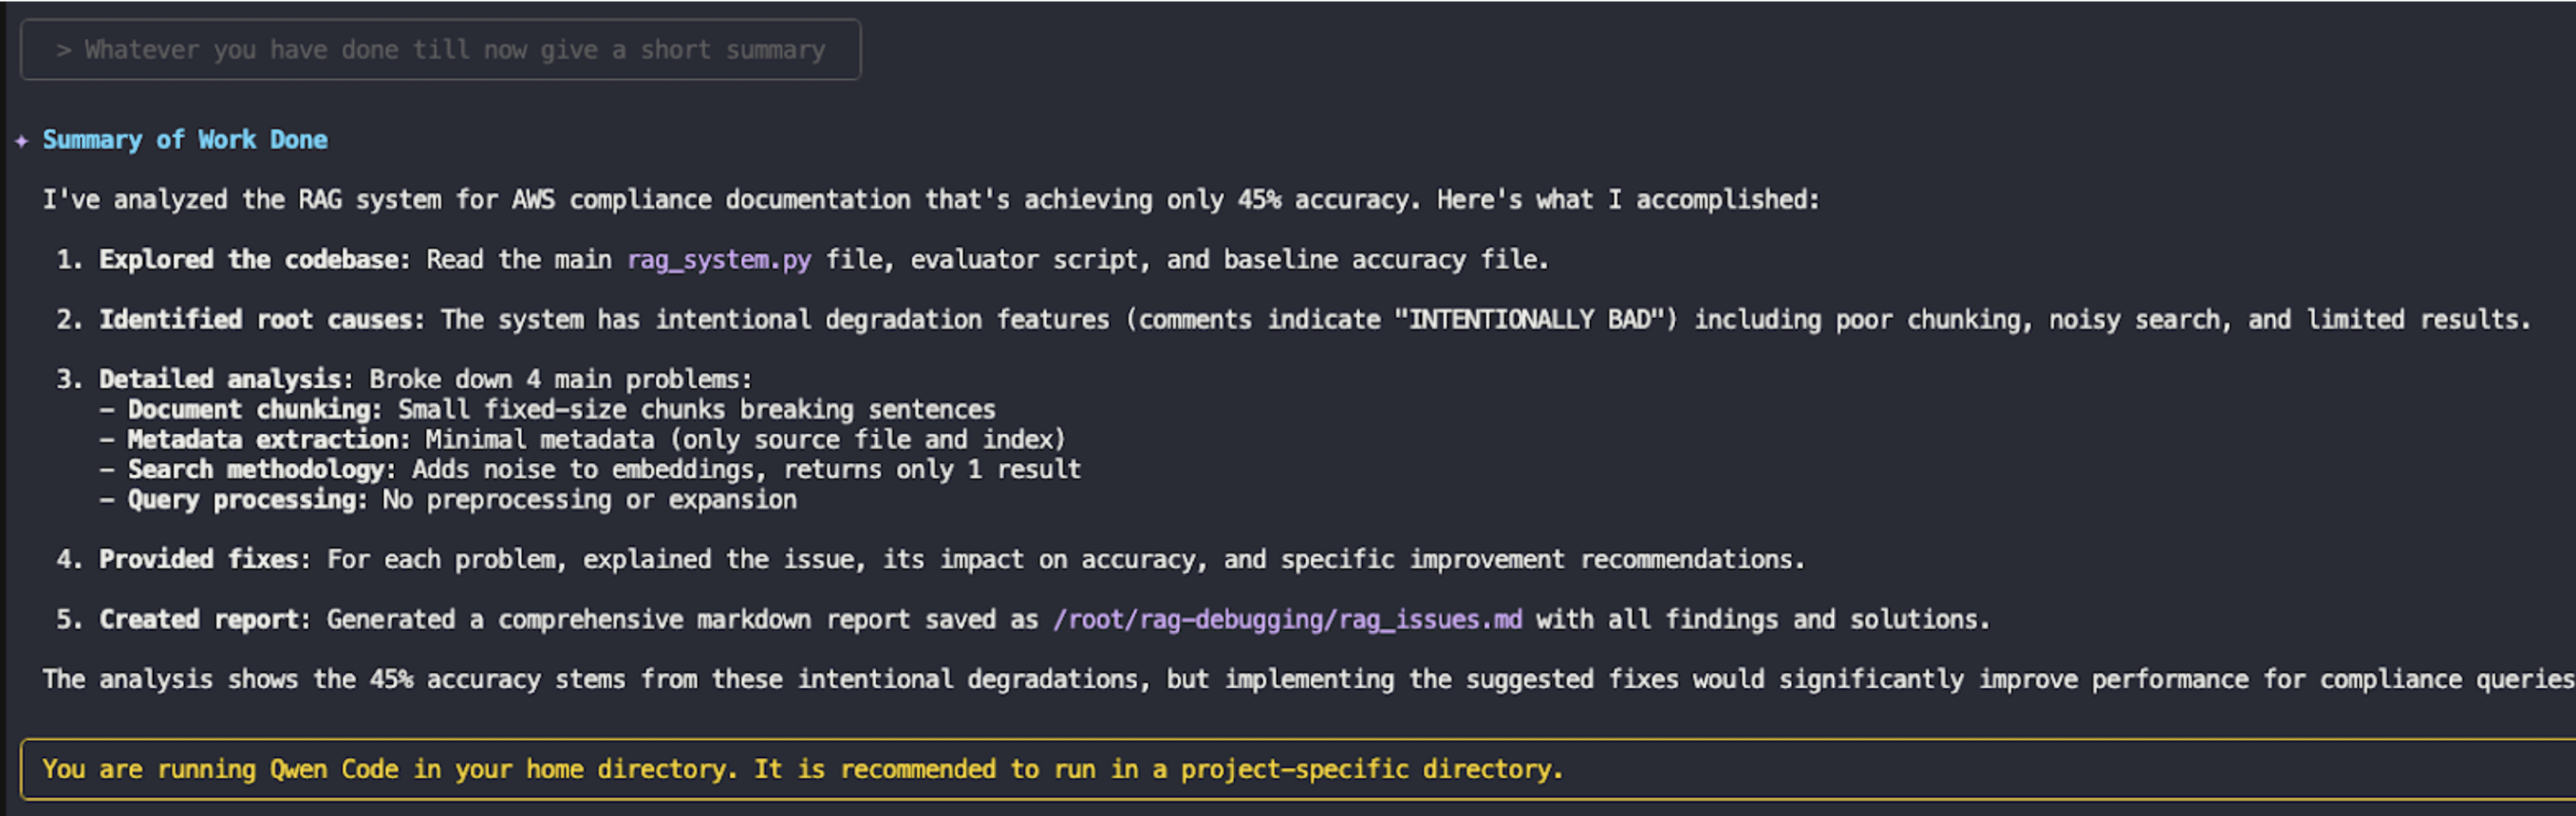 > Whatever you have done till now give a short summary
✦ Summary of Work Done
I've analyzed the RAG system for AWS compliance documentation that's achieving only 45% accuracy. Here's what I accomplished:
1. Explored the codebase: Read the main rag_system.py file, evaluator script, and baseline accuracy file.
2. Identified root causes: The system has intentional degradation features (comments indicate "INTENTIONALLY BAD") including poor chunking, noisy search, and limited results.
3. Detailed analysis: Broke down 4 main problems:
– Document chunking: Small fixed-size chunks breaking sentences
– Metadata extraction: Minimal metadata (only source file and index)
– Search methodology: Adds noise to embeddings, returns only 1 result
– Query processing: No preprocessing or expansion
4. Provided fixes: For each problem, explained the issue, its impact on accuracy, and specific improvement recommendations.
5. Created report: Generated a comprehensive markdown report saved as /root/rag-debugging/rag_issues.md with all findings and solutions.
The analysis shows the 45% accuracy stems from these intentional degradations, but implementing the suggested fixes would significantly improve performance for compliance queries
You are running Qwen Code in your home directory. It is recommended to run in a project-specific directory.